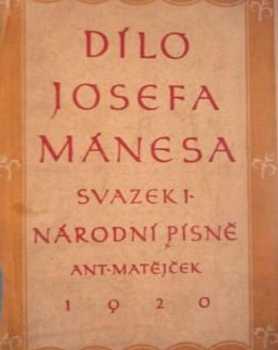 DÍLO
JOSEFA
MÁNESA
SVAZEK I·
NÁRODNÍ PÍSNĚ
ANT·MATĚJČEK
1920